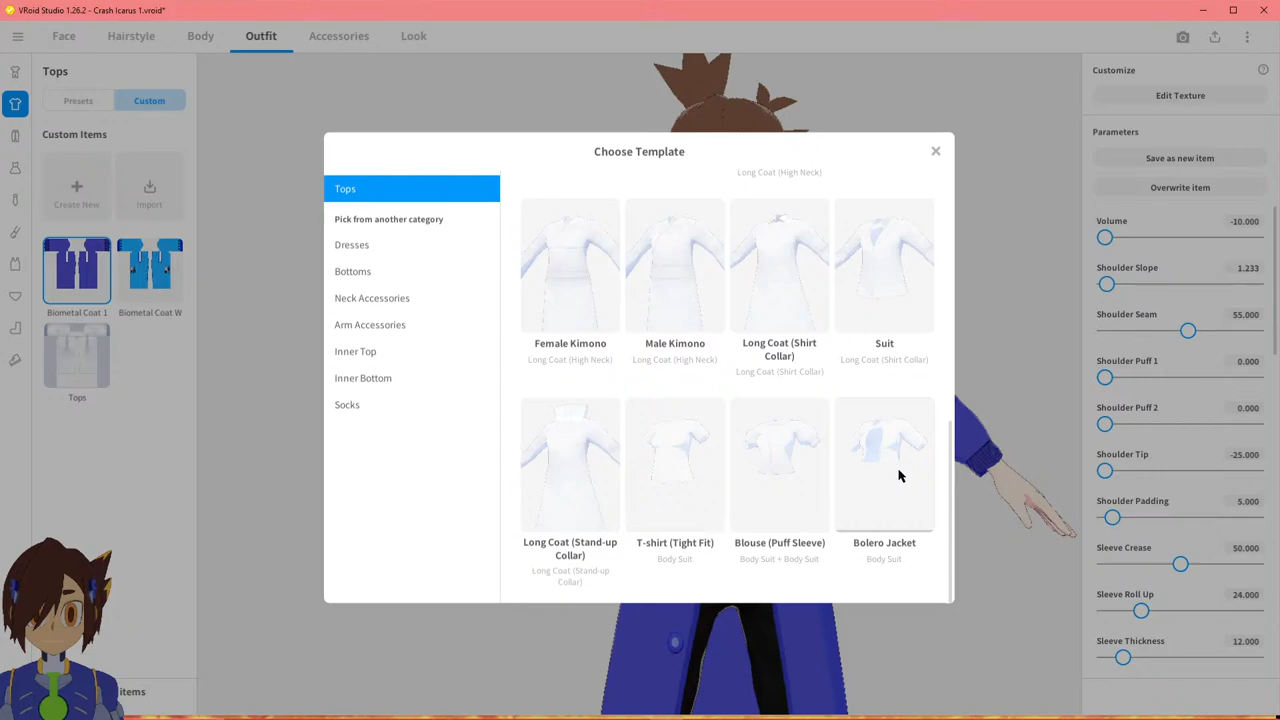 VRoid Studio 1.26.2 - Crash Icarus 1.vroid*
Face
Hairstyle
Body
Outfit
Accessories
Look
Tops
Presets
Custom
Custom Items
Create New
Import
Biometal Coat 1
Biometal Coat W
Tops
items
Choose Template
Tops
Pick from another category
Dresses
Bottoms
Neck Accessories
Arm Accessories
Inner Top
Inner Bottom
Socks
Long Coat (High Neck)
Female Kimono
Long Coat (High Neck)
Male Kimono
Long Coat (High Neck)
Long Coat (Shirt
Collar)
Long Coat (Shirt Collar)
Suit
Long Coat (Shirt Collar)
Long Coat (Stand-up
Collar)
Long Coat (Stand-up
Collar)
T-shirt (Tight Fit)
Body Suit
Blouse (Puff Sleeve)
Body Suit + Body Suit
Bolero Jacket
Body Suit
Customize
Edit Texture
Parameters
Save as new item
Overwrite item
Volume -10.000
Shoulder Slope 1.233
Shoulder Seam 55.000
Shoulder Puff 1 0.000
Shoulder Puff 2 0.000
Shoulder Tip -25.000
Shoulder Padding 5.000
Sleeve Crease 50.000
Sleeve Roll Up 24.000
Sleeve Thickness 12.000